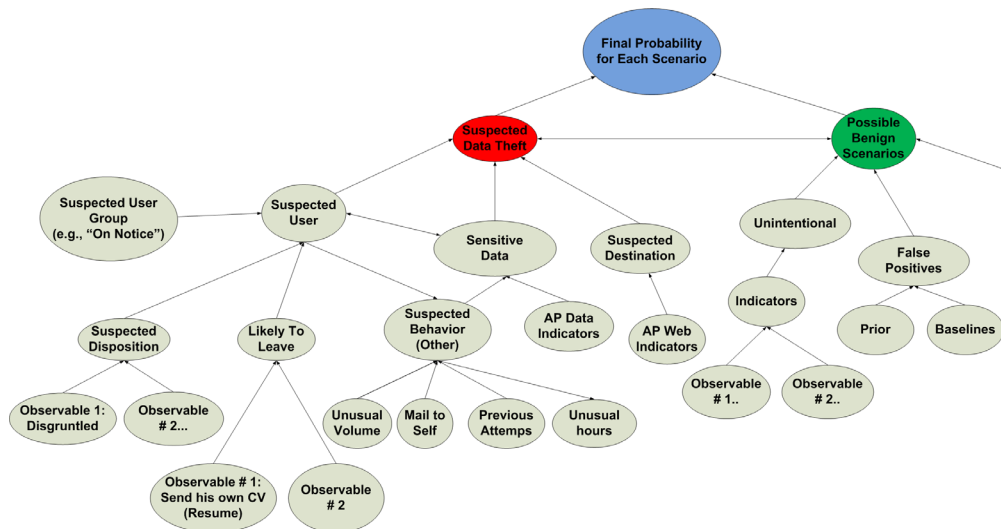 Final Probability
for Each Scenario
Suspected
Data Theft
Possible
Benign
Scenarios
Suspected User
Group
(e.g., “On Notice”)
Suspected
User
Sensitive
Data
Suspected
Destination
Unintentional
False
Positives
Suspected
Disposition
Likely To
Leave
Suspected
Behavior
(Other)
AP Data
Indicators
AP Web
Indicators
Indicators
Prior
Baselines
Observable 1:
Disgruntled
Observable
# 2...
Unusual
Volume
Mail to
Self
Previous
Attemps
Unusual
hours
Observable
# 1..
Observable
# 2..
Observable # 1:
Send his own CV
(Resume)
Observable
# 2